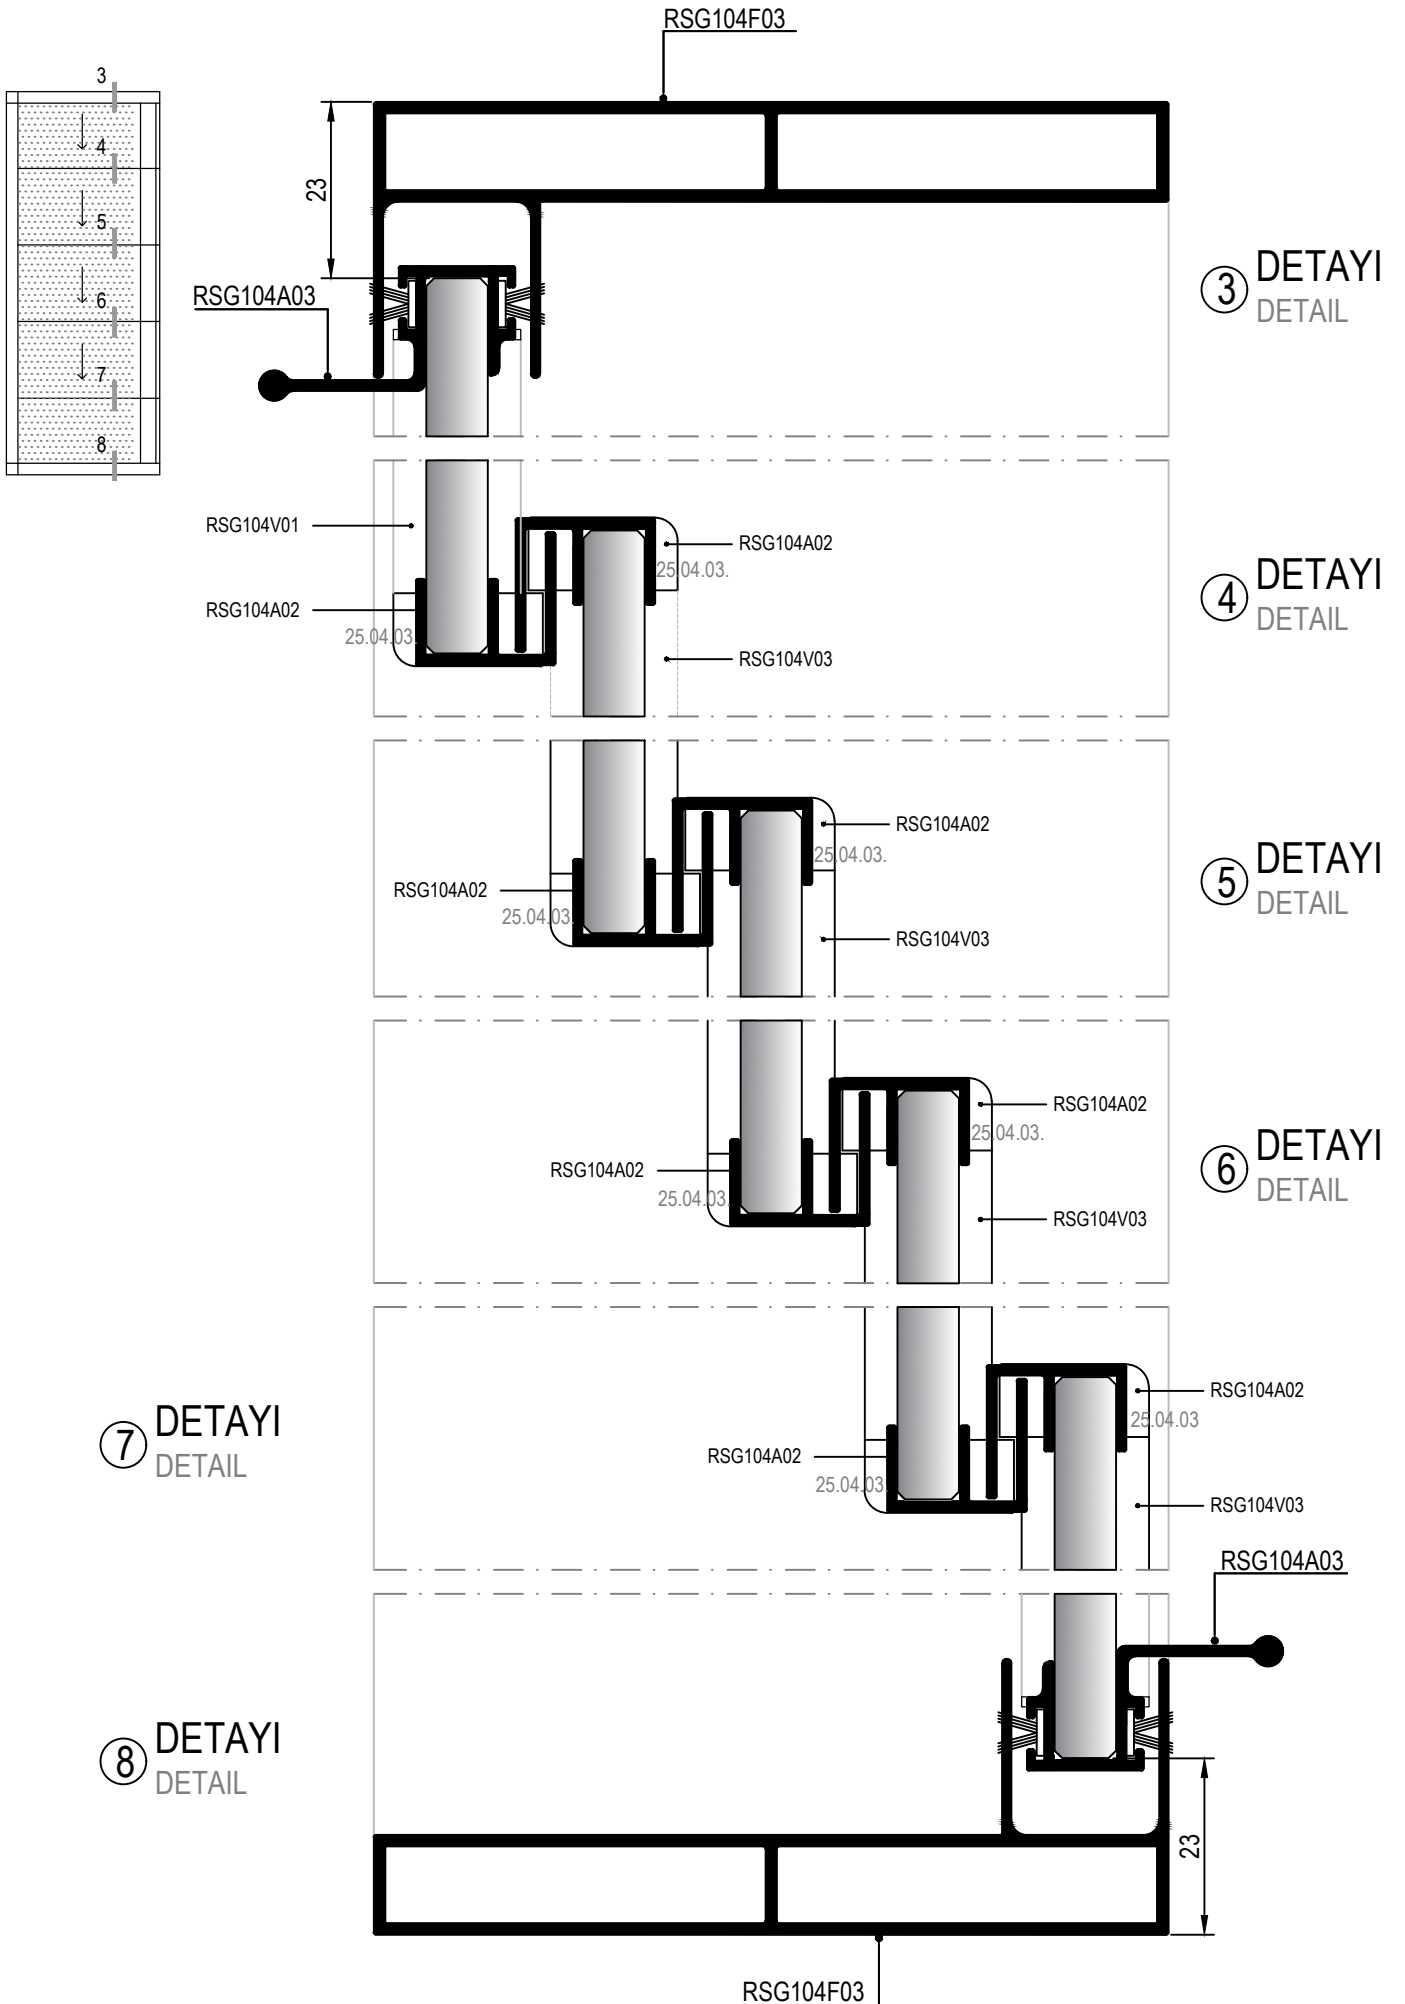 RSG104F03
3
4
5
6
7
8
23
RSG104A03
3 DETAYI
DETAIL
RSG104V01
RSG104A02
25.04.03.
RSG104A02
25.04.03.
RSG104V03
4 DETAYI
DETAIL
RSG104A02
25.04.03.
RSG104A02
25.04.03.
RSG104V03
5 DETAYI
DETAIL
RSG104A02
25.04.03.
RSG104A02
25.04.03.
RSG104V03
6 DETAYI
DETAIL
7 DETAYI
DETAIL
RSG104A02
25.04.03
RSG104A02
25.04.03.
RSG104V03
RSG104A03
8 DETAYI
DETAIL
23
RSG104F03